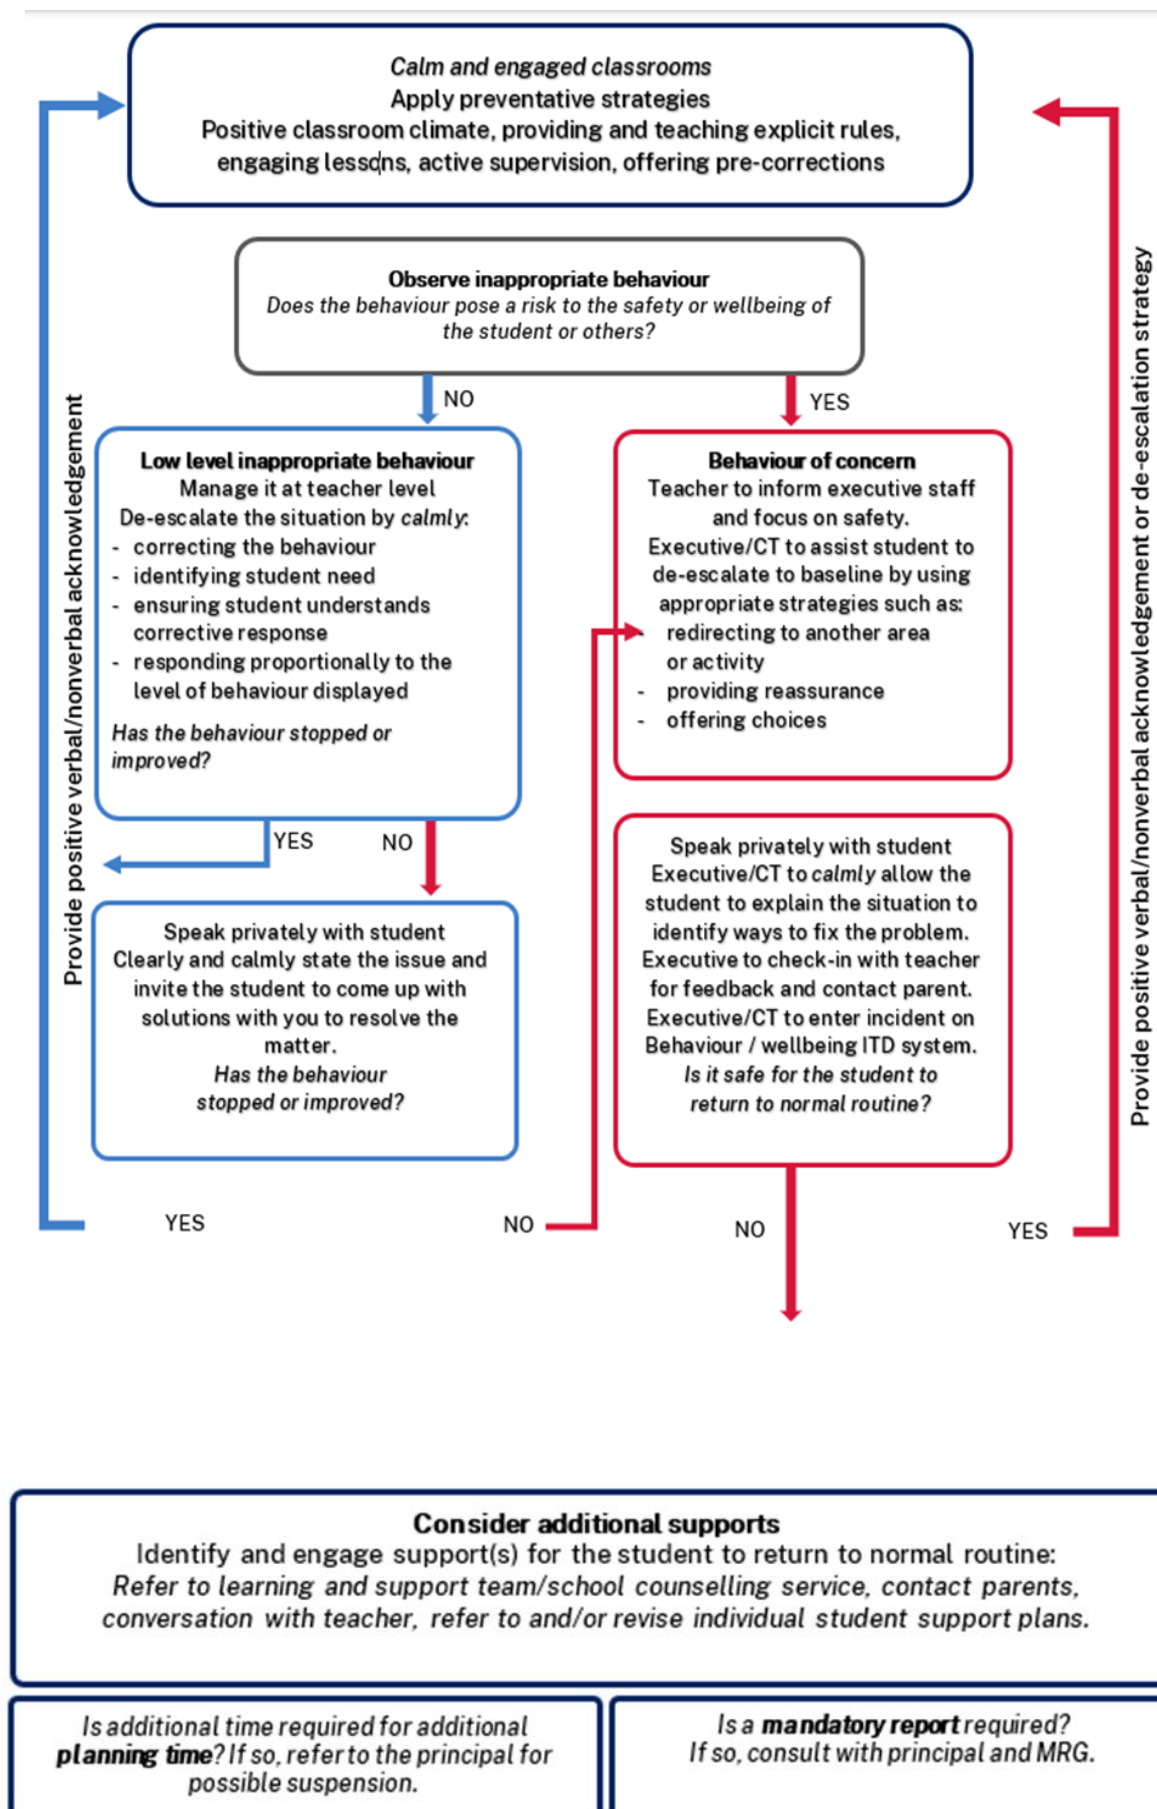 Calm and engaged classrooms
Apply preventative strategies
Positive classroom climate, providing and teaching explicit rules,
engaging lessons, active supervision, offering pre-corrections
Observe inappropriate behaviour
Does the behaviour pose a risk to the safety or wellbeing of
the student or others?
NO
YES
Low level inappropriate behaviour
Manage it at teacher level
De-escalate the situation by calmly:
- correcting the behaviour
- identifying student need
- ensuring student understands
corrective response
- responding proportionally to the
level of behaviour displayed
Has the behaviour stopped or
improved?
Behaviour of concern
Teacher to inform executive staff
and focus on safety.
Executive/CT to assist student to
de-escalate to baseline by using
appropriate strategies such as:
- redirecting to another area
or activity
- providing reassurance
- offering choices
YES
NO
Speak privately with student
Clearly and calmly state the issue and
invite the student to come up with
solutions with you to resolve the
matter.
Has the behaviour
stopped or improved?
Speak privately with student
Executive/CT to calmly allow the
student to explain the situation to
identify ways to fix the problem.
Executive to check-in with teacher
for feedback and contact parent.
Executive/CT to enter incident on
Behaviour / wellbeing ITD system.
Is it safe for the student to
return to normal routine?
YES
NO
NO
YES
Provide positive verbal/nonverbal acknowledgement
Provide positive verbal/nonverbal acknowledgement or de-escalation strategy
Consider additional supports
Identify and engage support(s) for the student to return to normal routine:
Refer to learning and support team/school counselling service, contact parents,
conversation with teacher, refer to and/or revise individual student support plans.
Is additional time required for additional
planning time? If so, refer to the principal for
possible suspension.
Is a mandatory report required?
If so, consult with principal and MRG.